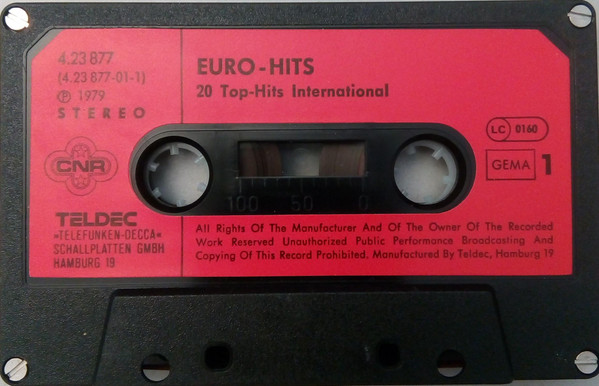 4.23 877
(4.23 877-01-1)
Ⓟ 1979
STEREO
EURO-HITS
20 Top-Hits International
LC 0160
GEMA 1
CNR
100 50 0
TELDEC
»TELEFUNKEN-DECCA«
SCHALLPLATTEN GMBH
HAMBURG 19
All Rights Of The Manufacturer And Of The Owner Of The Recorded
Work Reserved Unauthorized Public Performance Broadcasting And
Copying Of This Record Prohibited. Manufactured By Teldec, Hamburg 19